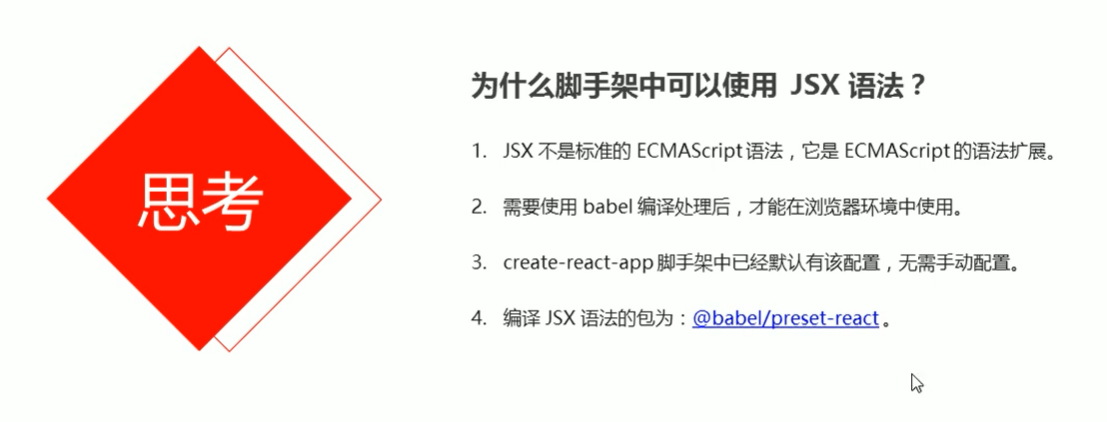 思考
为什么脚手架中可以使用 JSX 语法？
1. JSX 不是标准的 ECMAScript 语法，它是 ECMAScript 的语法扩展。
2. 需要使用 babel 编译处理后，才能在浏览器环境中使用。
3. create-react-app 脚手架中已经默认有该配置，无需手动配置。
4. 编译 JSX 语法的包为：@babel/preset-react 。